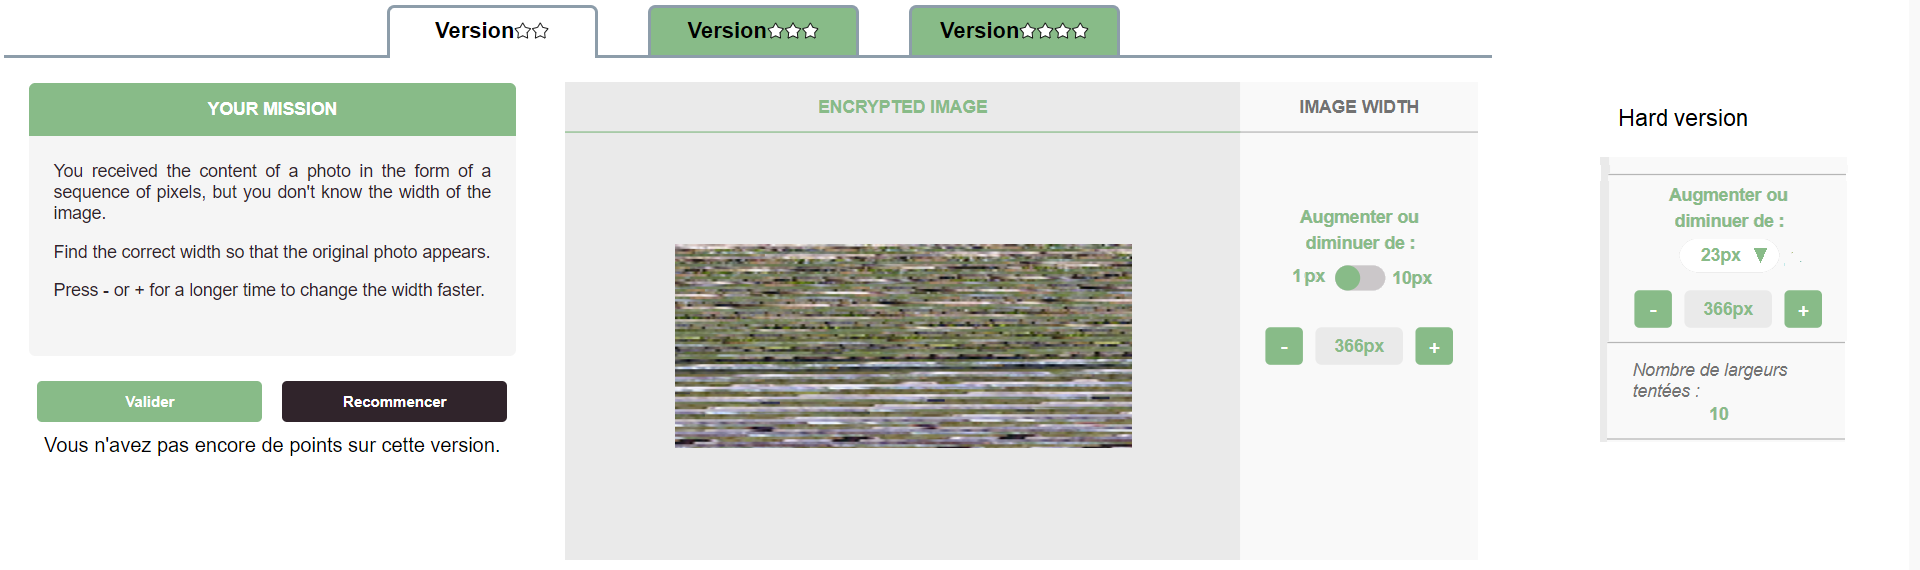 Version☆☆ Version☆☆☆ Version☆☆☆☆
YOUR MISSION
You received the content of a photo in the form of a
sequence of pixels, but you don't know the width of the
image.
Find the correct width so that the original photo appears.
Press - or + for a longer time to change the width faster.
Valider Recommencer
Vous n'avez pas encore de points sur cette version.
ENCRYPTED IMAGE
IMAGE WIDTH
Augmenter ou
diminuer de :
1px 10px
- 366px +
Hard version
Augmenter ou
diminuer de :
23px ▼
- 366px +
Nombre de largeurs
tentées :
10